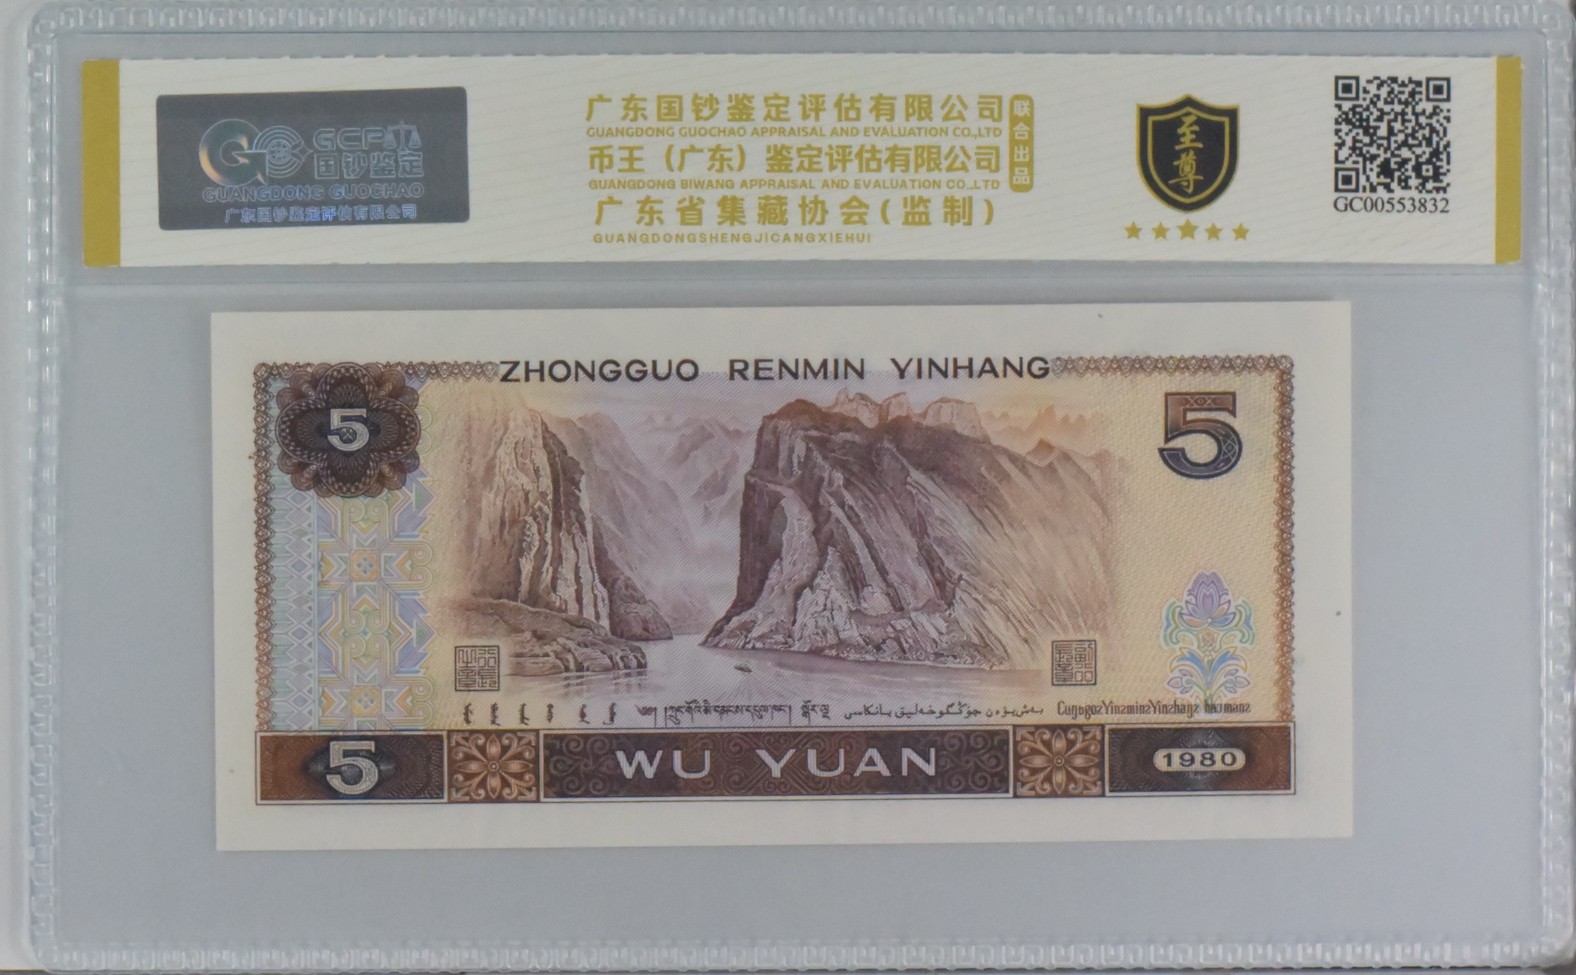 GCPA
国钞鉴定
GUANGDONG GUOCHAO
广东国钞鉴定评估有限公司
广东国钞鉴定评估有限公司
GUANGDONG GUOCHAO APPRAISAL AND EVALUATION CO.,LTD
币王（广东）鉴定评估有限公司
GUANGDONG BIWANG APPRAISAL AND EVALUATION CO.,LTD
广东省集藏协会(监制)
GUANGDONGSHENGJICANGXIEHUI
联合出品
至尊
GC00553832
ZHONGGUO RENMIN YINHANG
5
5
5
WU YUAN
1980